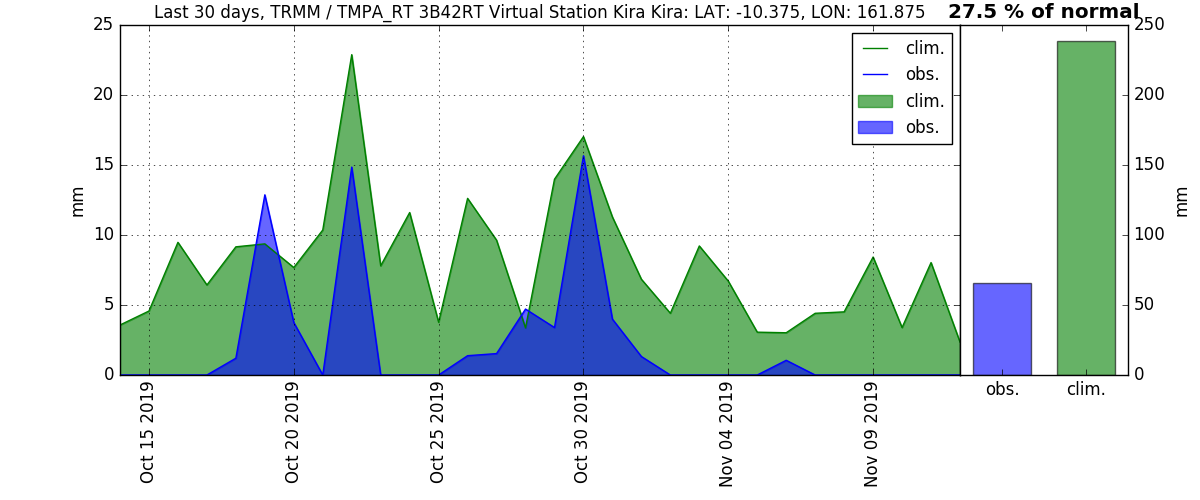 Last 30 days, TRMM / TMPA_RT 3B42RT Virtual Station Kira Kira: LAT: -10.375, LON: 161.875
27.5 % of normal
clim.
obs.
clim.
obs.
25
20
15
10
5
0
mm
Oct 15 2019
Oct 20 2019
Oct 25 2019
Oct 30 2019
Nov 04 2019
Nov 09 2019
obs.
clim.
250
200
150
100
50
0
mm